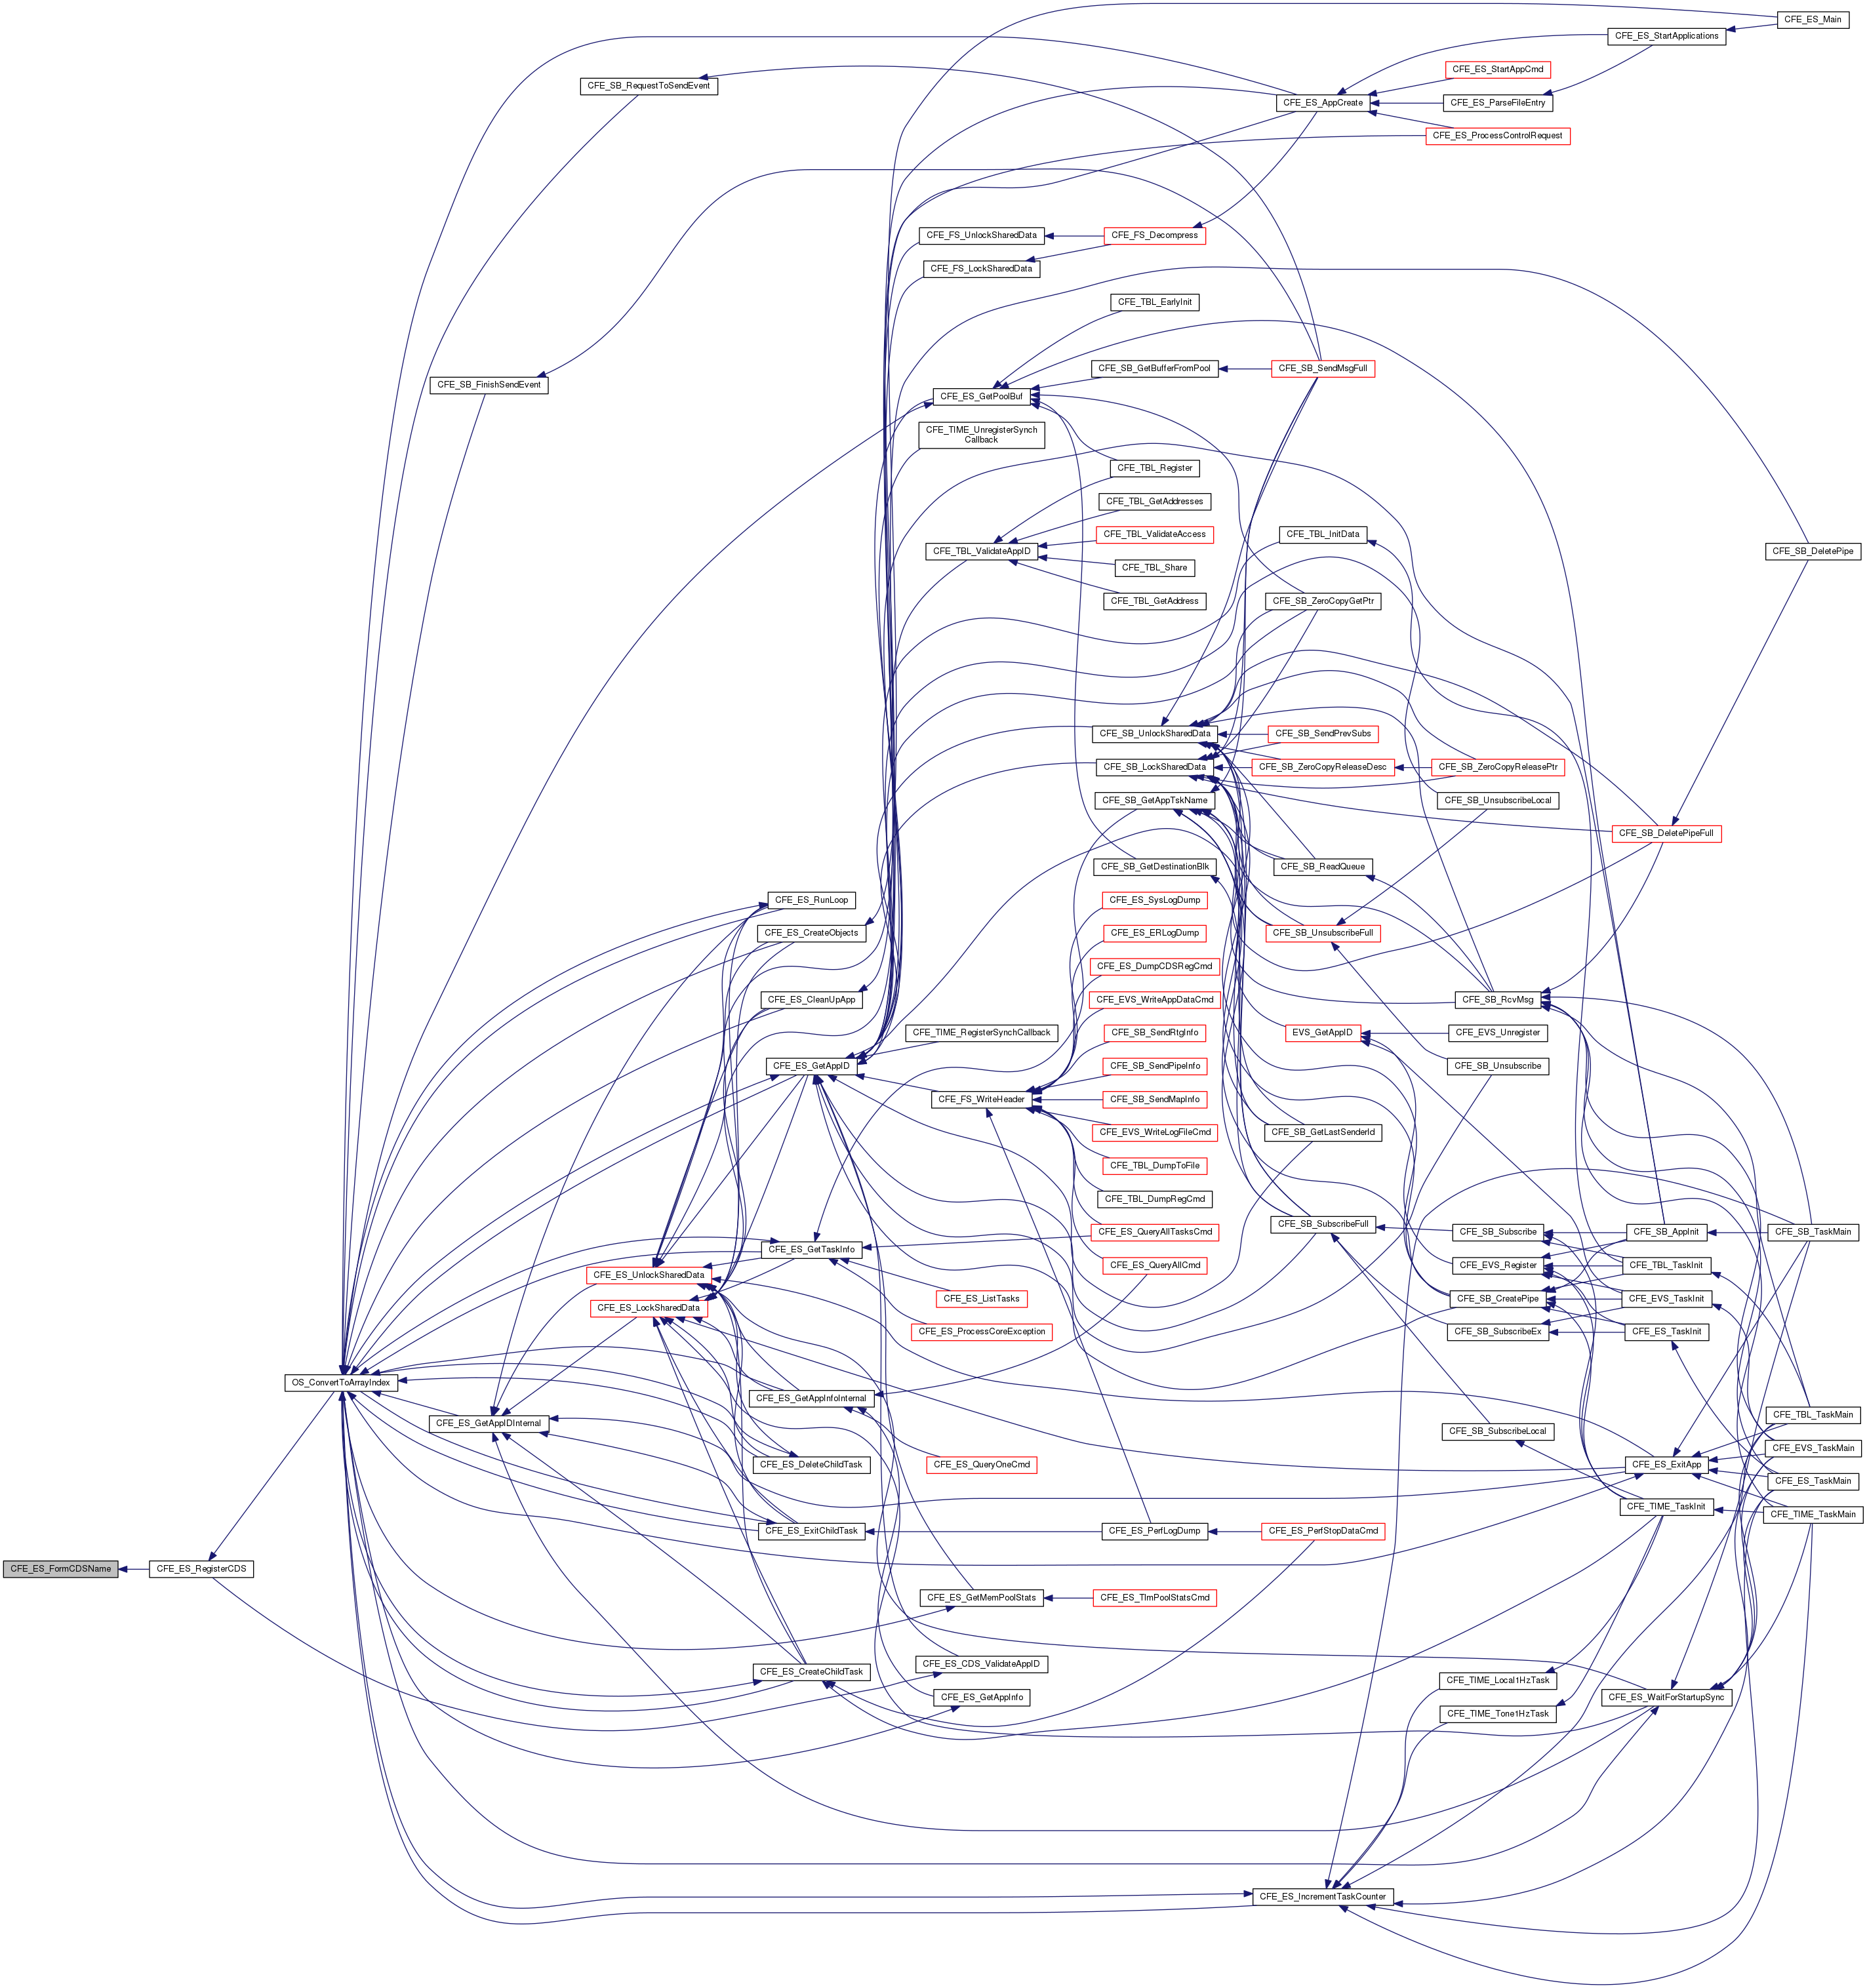 CFE_ES_Main
CFE_ES_StartApplications
CFE_ES_StartAppCmd
CFE_SB_RequestToSendEvent
CFE_ES_AppCreate
CFE_ES_ParseFileEntry
CFE_ES_ProcessControlRequest
CFE_FS_UnlockSharedData
CFE_FS_Decompress
CFE_FS_LockSharedData
CFE_TBL_EarlyInit
CFE_SB_GetBufferFromPool
CFE_SB_SendMsgFull
CFE_SB_FinishSendEvent
CFE_ES_GetPoolBuf
CFE_TIME_UnregisterSynch
Callback
CFE_TBL_Register
CFE_TBL_GetAddresses
CFE_TBL_ValidateAccess
CFE_TBL_InitData
CFE_TBL_ValidateAppID
CFE_SB_DeletePipe
CFE_TBL_Share
CFE_TBL_GetAddress
CFE_SB_ZeroCopyGetPtr
CFE_SB_UnlockSharedData
CFE_SB_SendPrevSubs
CFE_SB_LockSharedData
CFE_SB_ZeroCopyReleaseDesc
CFE_SB_ZeroCopyReleasePtr
CFE_SB_GetAppTskName
CFE_SB_UnsubscribeLocal
CFE_SB_DeletePipeFull
CFE_SB_GetDestinationBlk
CFE_SB_ReadQueue
CFE_ES_RunLoop
CFE_ES_SysLogDump
CFE_ES_CreateObjects
CFE_ES_ERLogDump
CFE_SB_UnsubscribeFull
CFE_ES_DumpCDSRegCmd
CFE_ES_CleanUpApp
CFE_EVS_WriteAppDataCmd
CFE_SB_RcvMsg
CFE_TIME_RegisterSynchCallback
CFE_SB_SendRtgInfo
EVS_GetAppID
CFE_EVS_Unregister
CFE_ES_GetAppID
CFE_SB_SendPipeInfo
CFE_SB_Unsubscribe
CFE_FS_WriteHeader
CFE_SB_SendMapInfo
CFE_EVS_WriteLogFileCmd
CFE_SB_GetLastSenderId
CFE_TBL_DumpToFile
CFE_TBL_DumpRegCmd
CFE_SB_SubscribeFull
CFE_ES_QueryAllTasksCmd
CFE_SB_Subscribe
CFE_SB_AppInit
CFE_SB_TaskMain
CFE_ES_GetTaskInfo
CFE_ES_QueryAllCmd
CFE_EVS_Register
CFE_TBL_TaskInit
CFE_ES_UnlockSharedData
CFE_ES_ListTasks
CFE_SB_CreatePipe
CFE_EVS_TaskInit
CFE_ES_LockSharedData
CFE_ES_ProcessCoreException
CFE_SB_SubscribeEx
CFE_ES_TaskInit
OS_ConvertToArrayIndex
CFE_ES_GetAppInfoInternal
CFE_TBL_TaskMain
CFE_ES_GetAppIDInternal
CFE_SB_SubscribeLocal
CFE_EVS_TaskMain
CFE_ES_DeleteChildTask
CFE_ES_QueryOneCmd
CFE_ES_ExitApp
CFE_ES_TaskMain
CFE_TIME_TaskInit
CFE_TIME_TaskMain
CFE_ES_ExitChildTask
CFE_ES_PerfLogDump
CFE_ES_PerfStopDataCmd
CFE_ES_FormCDSName
CFE_ES_RegisterCDS
CFE_ES_GetMemPoolStats
CFE_ES_TlmPoolStatsCmd
CFE_ES_CDS_ValidateAppID
CFE_ES_CreateChildTask
CFE_TIME_Local1HzTask
CFE_ES_GetAppInfo
CFE_ES_WaitForStartupSync
CFE_TIME_Tone1HzTask
CFE_ES_IncrementTaskCounter